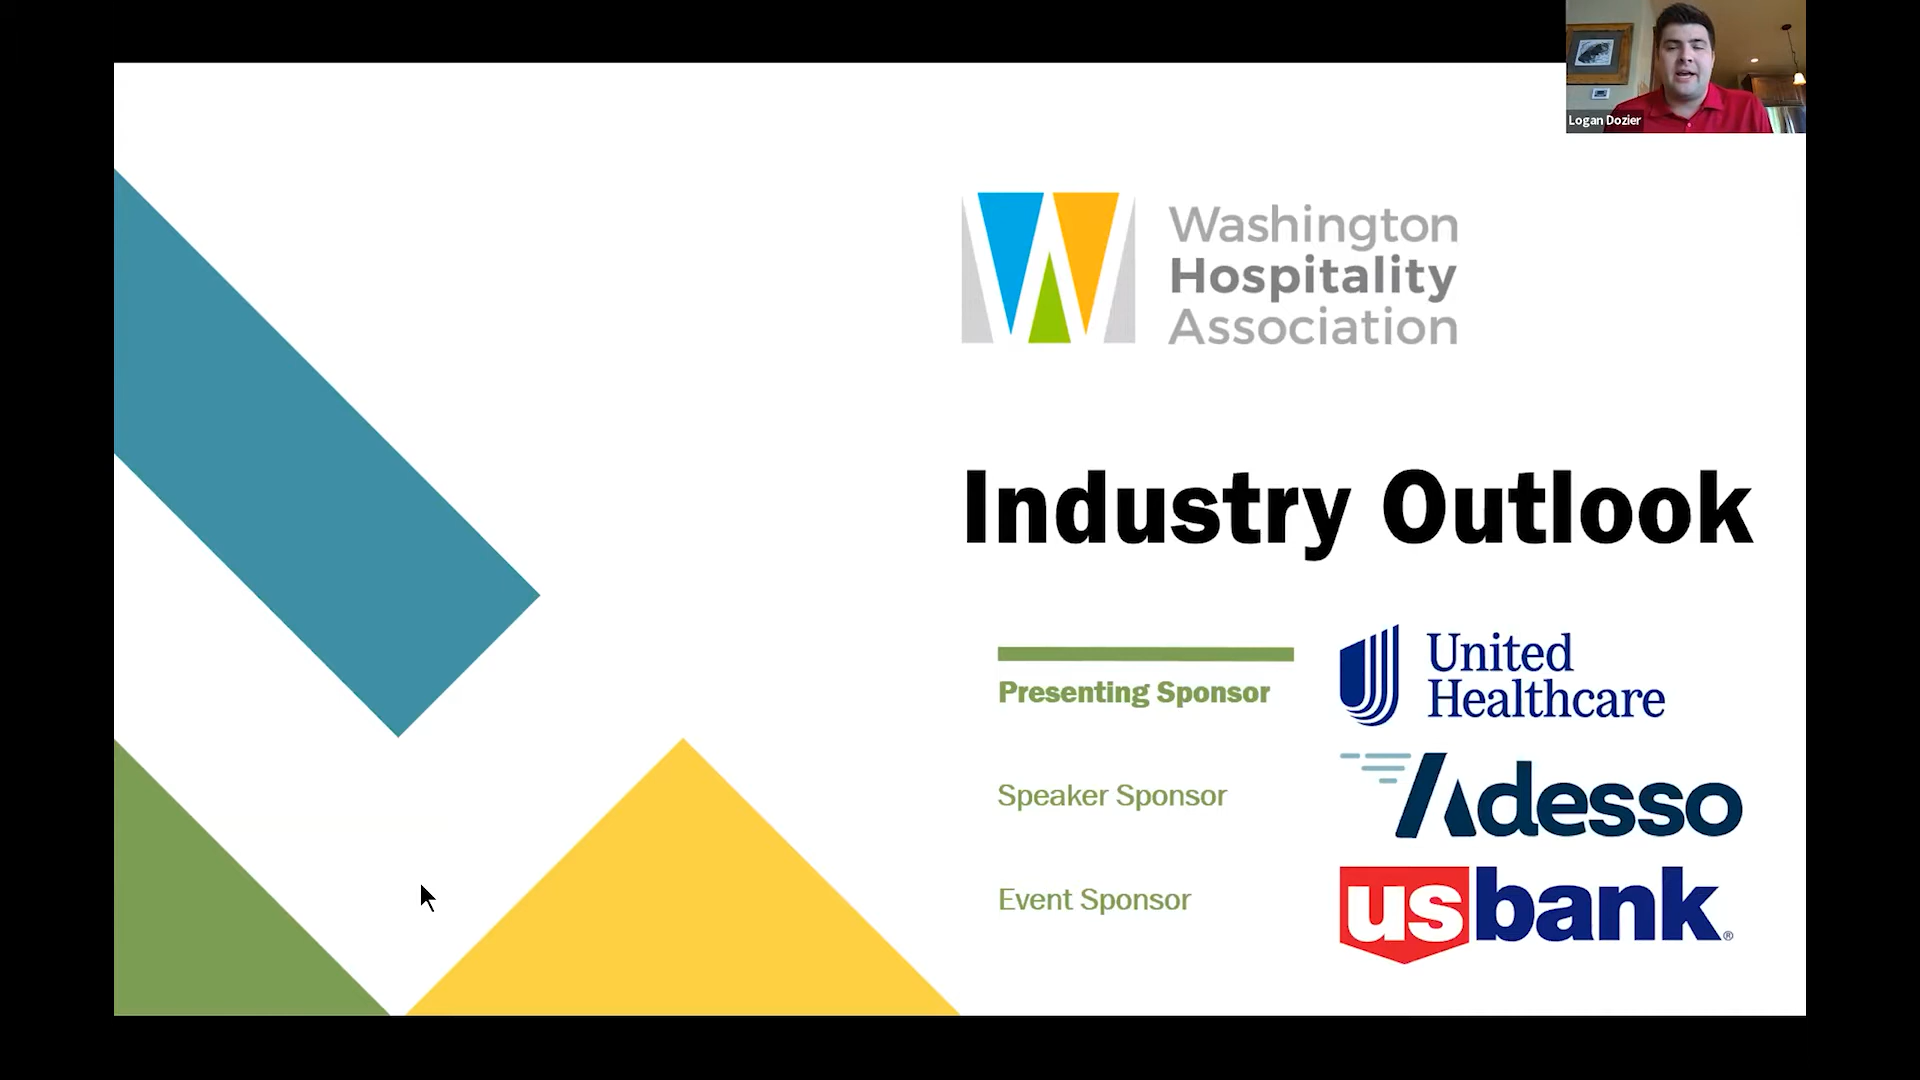 Logan Dozier
Washington
Hospitality
Association
Industry Outlook
Presenting Sponsor
United
Healthcare
Speaker Sponsor
Adesso
Event Sponsor
usbank®